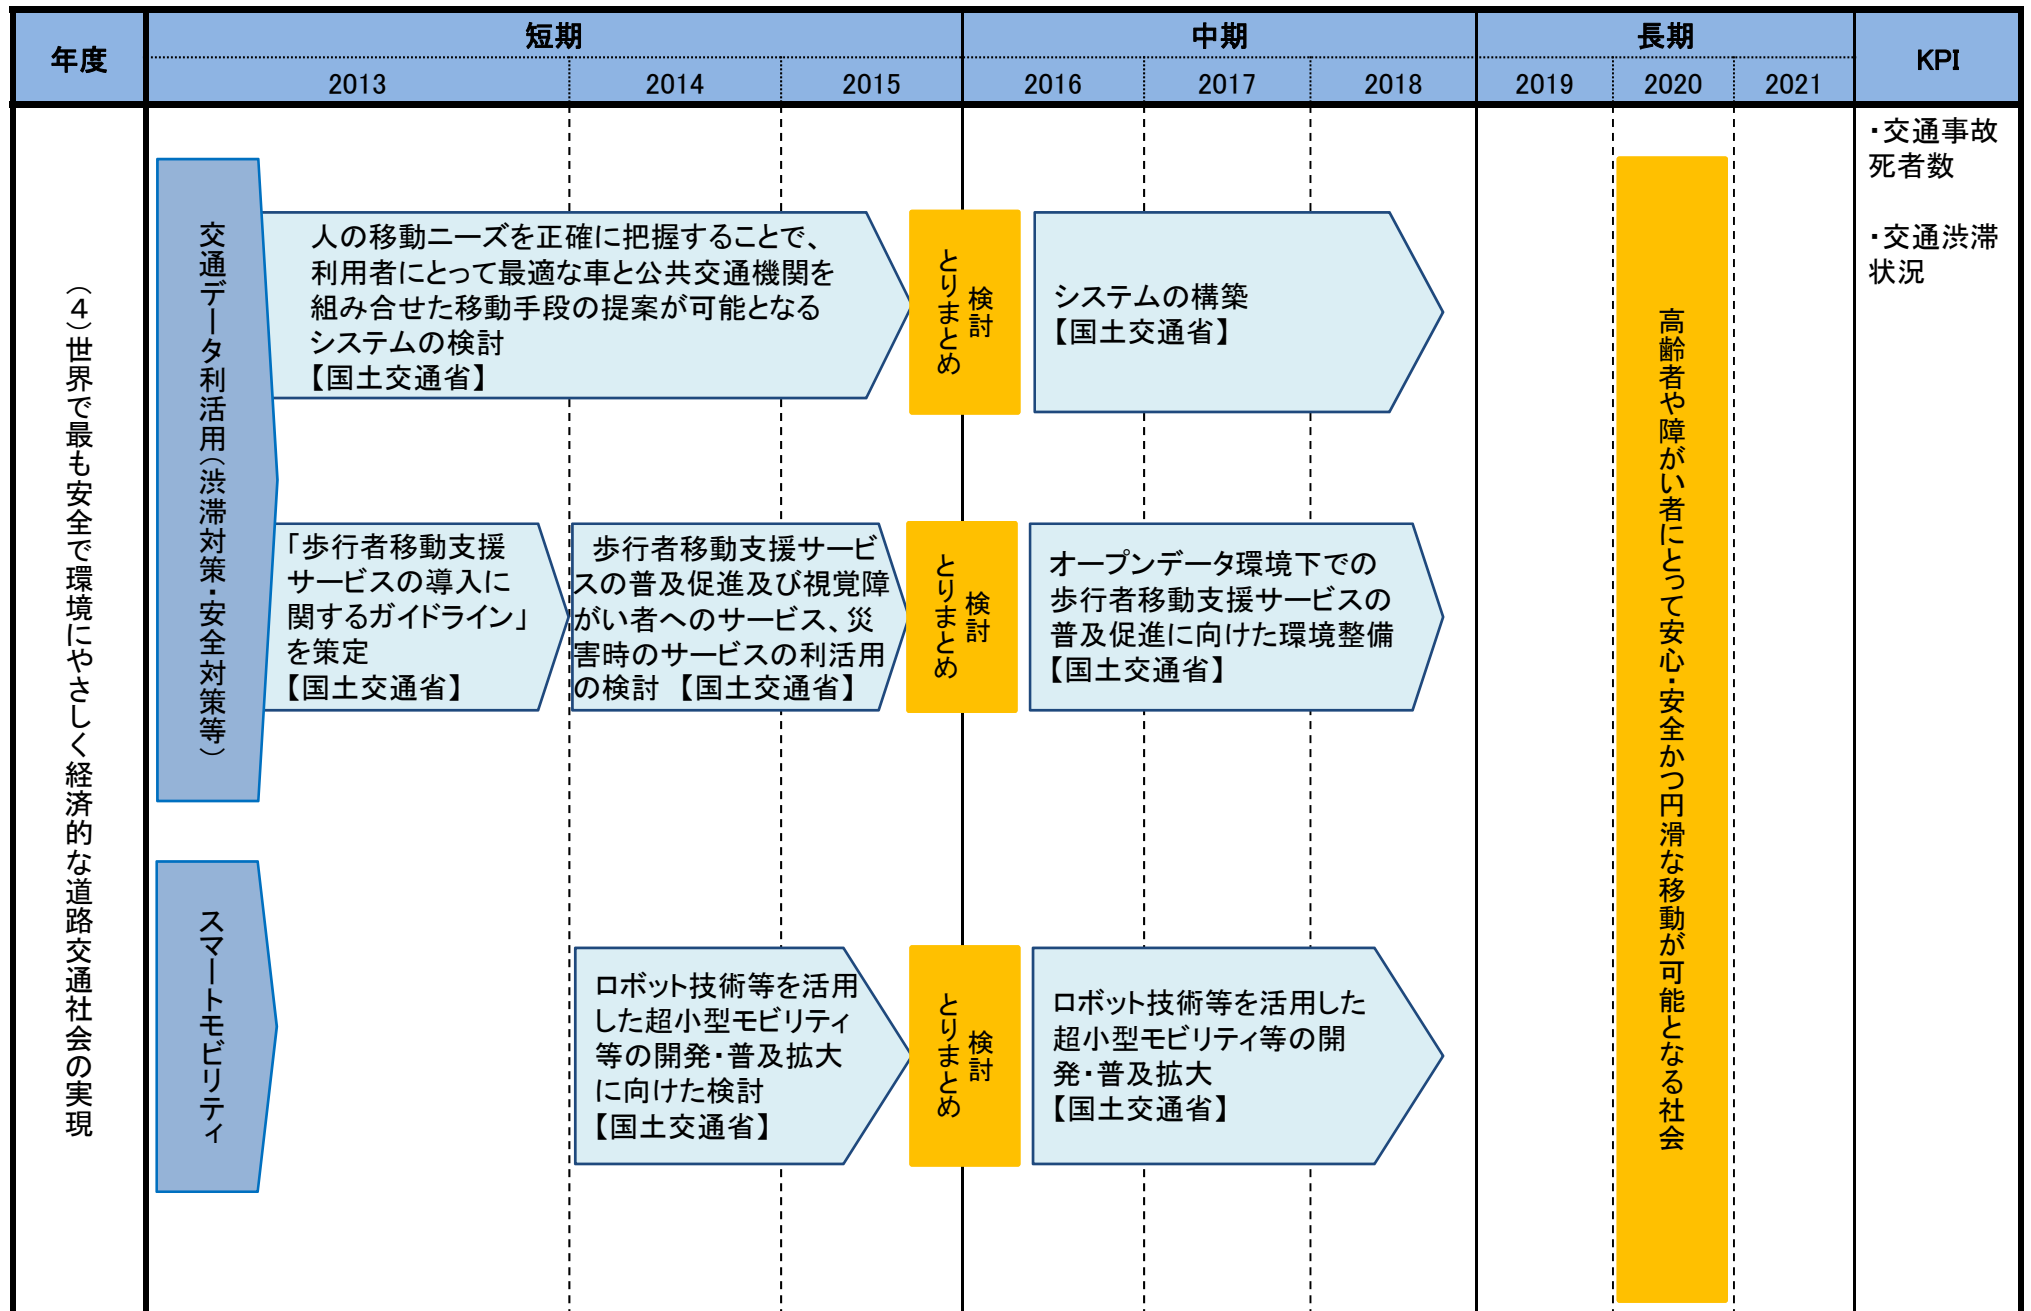 年度
短期
中期
長期
KPI
2013
2014
2015
2016
2017
2018
2019
2020
2021
（４）世界で最も安全で環境にやさしく経済的な道路交通社会の実現
交通データ利活用（渋滞対策・安全対策等）
人の移動ニーズを正確に把握することで、
利用者にとって最適な車と公共交通機関を
組み合せた移動手段の提案が可能となる
システムの検討
【国土交通省】
検討
とりまとめ
システムの構築
【国土交通省】
「歩行者移動支援
サービスの導入に
関するガイドライン」
を策定
【国土交通省】
歩行者移動支援サービ
スの普及促進及び視覚障
がい者へのサービス、災
害時のサービスの利活用
の検討 【国土交通省】
検討
とりまとめ
オープンデータ環境下での
歩行者移動支援サービスの
普及促進に向けた環境整備
【国土交通省】
スマートモビリティ
ロボット技術等を活用
した超小型モビリティ
等の開発・普及拡大
に向けた検討
【国土交通省】
検討
とりまとめ
ロボット技術等を活用した
超小型モビリティ等の開
発・普及拡大
【国土交通省】
高齢者や障がい者にとって安心・安全かつ円滑な移動が可能となる社会
・交通事故
死者数
・交通渋滞
状況